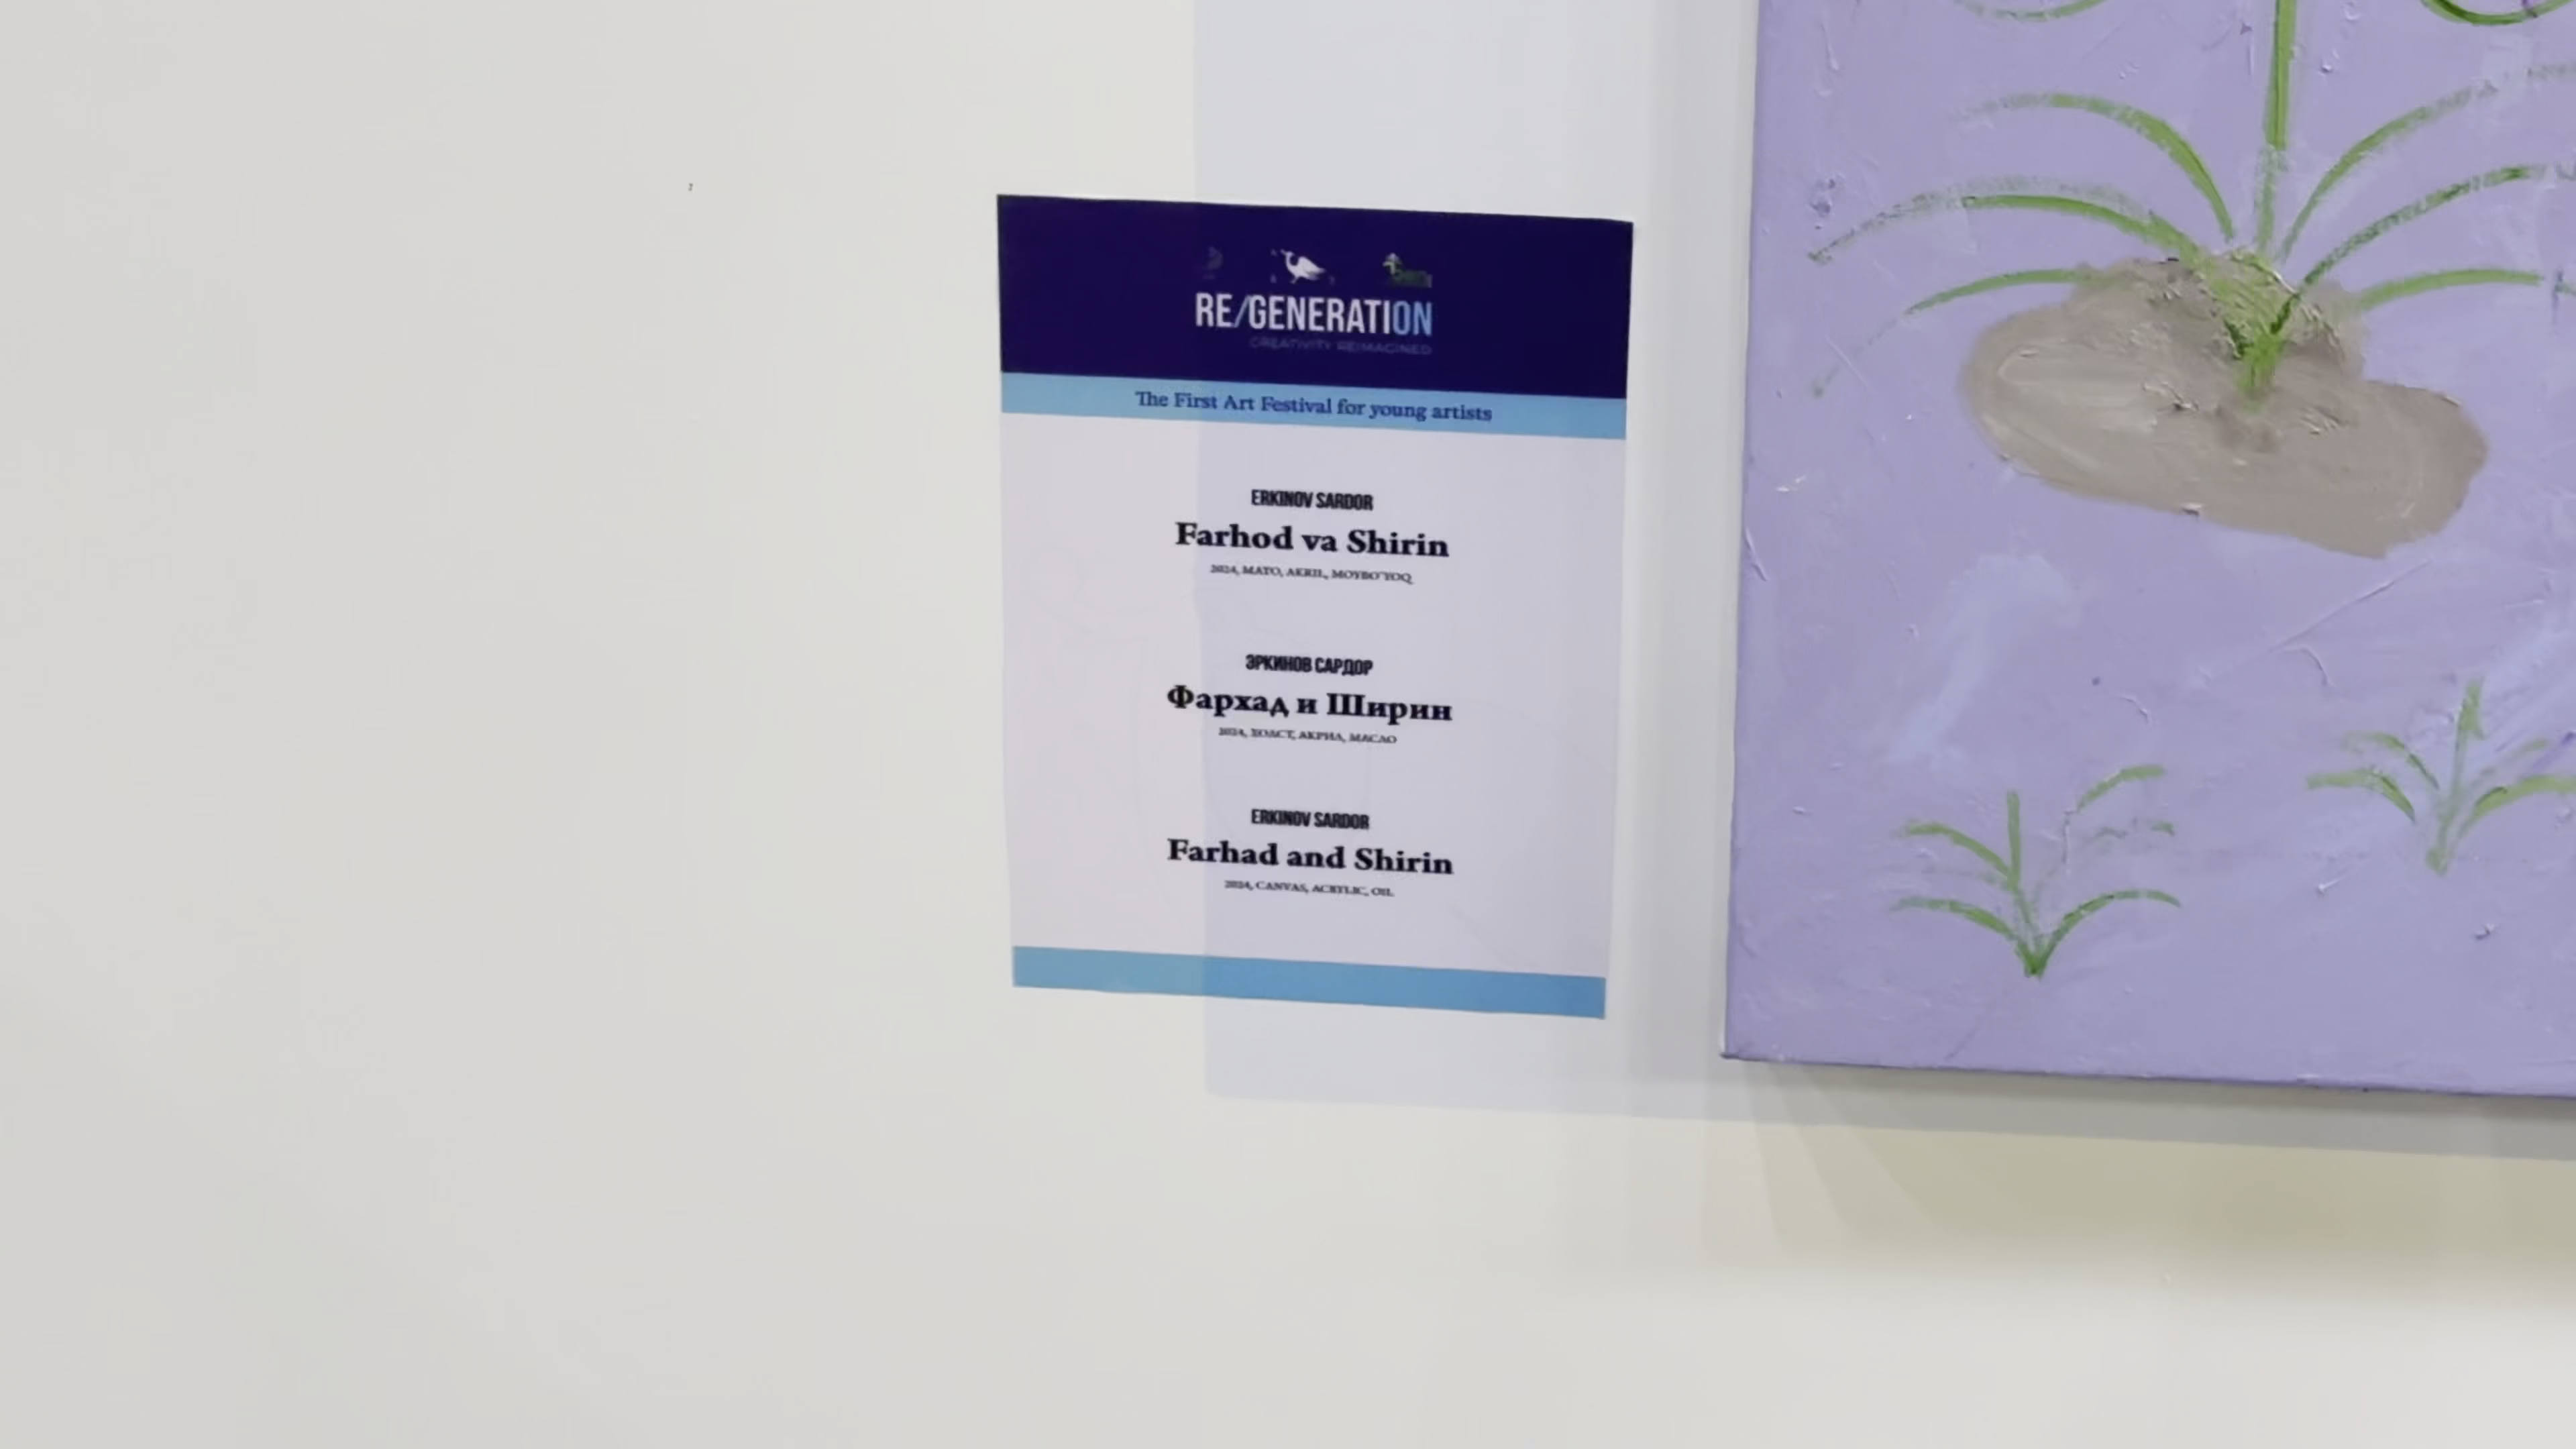 RE/GENERATION
CREATIVITY REIMAGINED
The First Art Festival for young artists
ERKINOV SARDOR
Farhod va Shirin
2024, MATO, AKRIL, MOYBO'YOQ
ЭРКИНОВ САРДОР
Фархад и Ширин
2024, ХОЛСТ, АКРИЛ, МАСЛО
ERKINOV SARDOR
Farhad and Shirin
2024, CANVAS, ACRYLIC, OIL